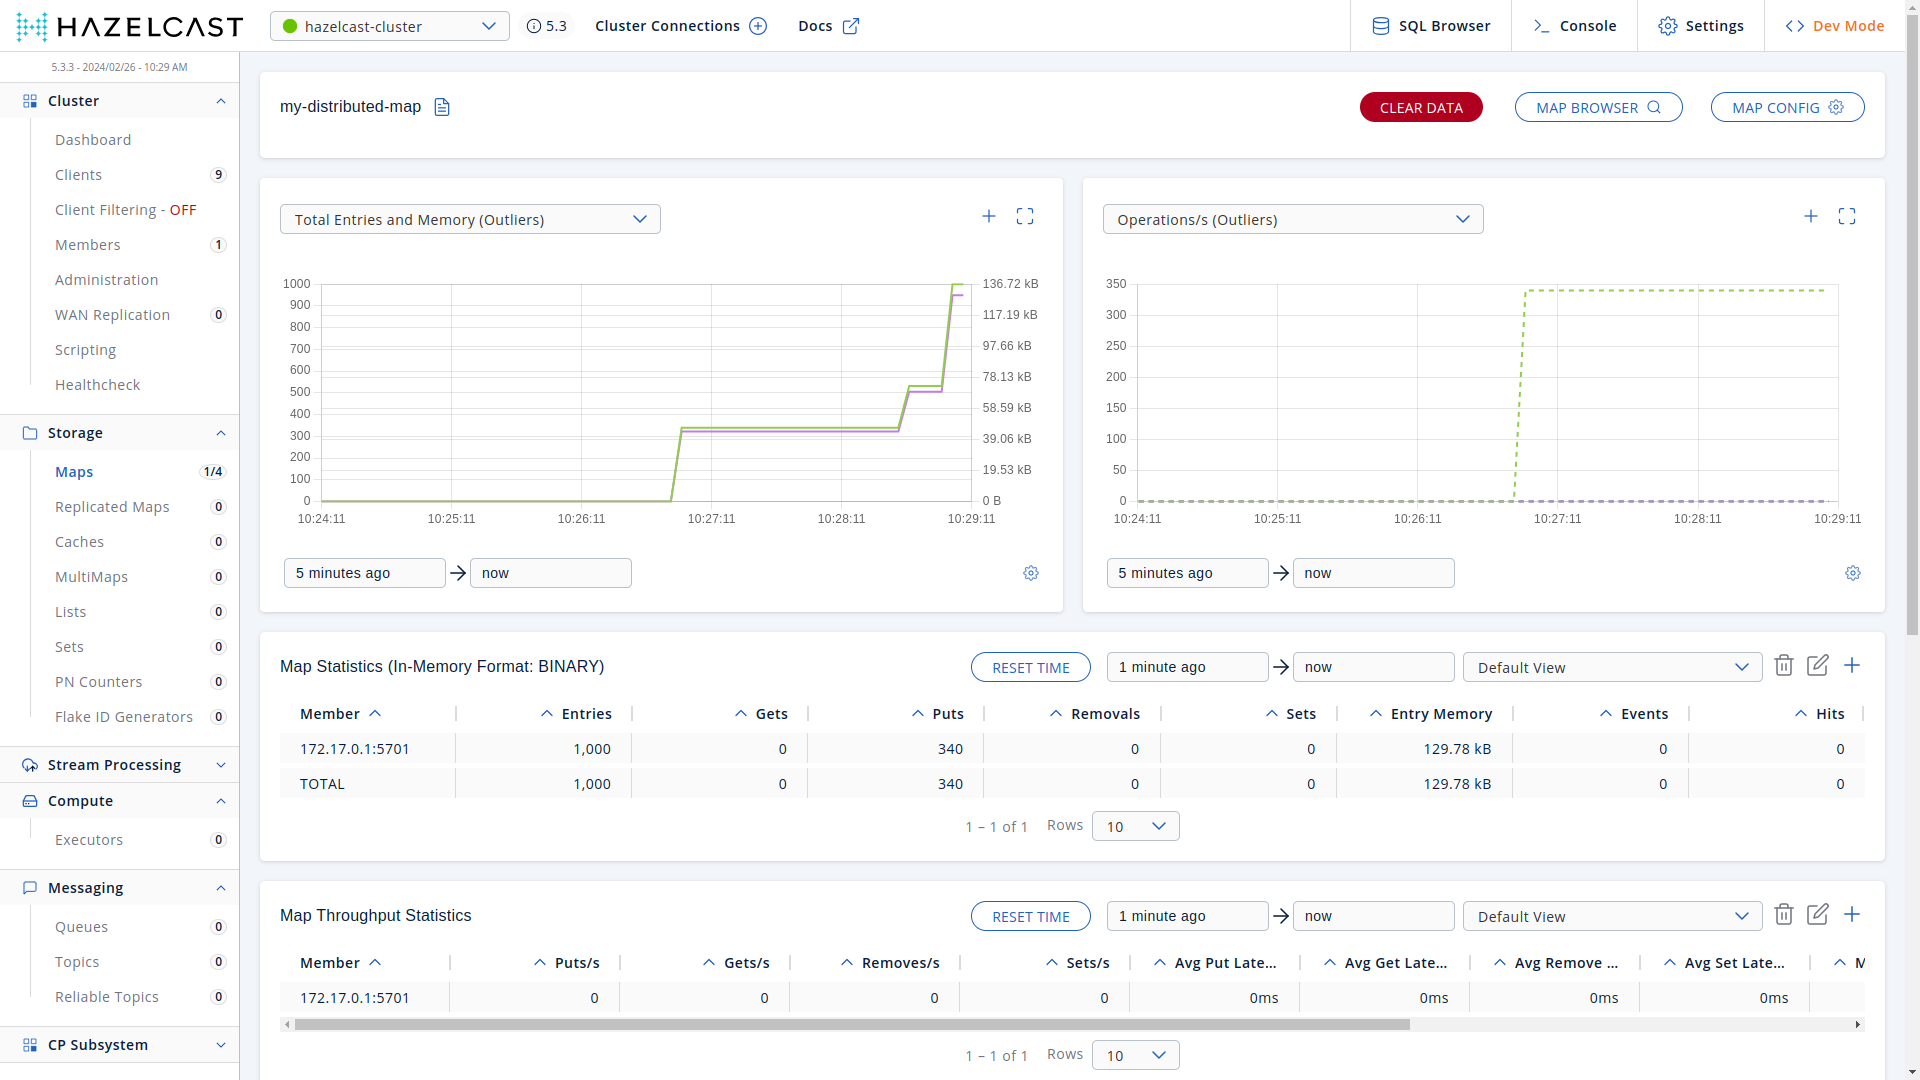 HAZELCAST
hazelcast-cluster
5.3
Cluster Connections
Docs
SQL Browser
Console
Settings
Dev Mode
5.3.3 - 2024/02/26 - 10:29 AM
Cluster
Dashboard
Clients 9
Client Filtering - OFF
Members 1
Administration
WAN Replication 0
Scripting
Healthcheck
Storage
Maps 1/4
Replicated Maps 0
Caches 0
MultiMaps 0
Lists 0
Sets 0
PN Counters 0
Flake ID Generators 0
Stream Processing
Compute
Executors 0
Messaging
Queues 0
Topics 0
Reliable Topics 0
CP Subsystem
my-distributed-map
CLEAR DATA
MAP BROWSER
MAP CONFIG
Total Entries and Memory (Outliers)
1000
900
800
700
600
500
400
300
200
100
0
136.72 kB
117.19 kB
97.66 kB
78.13 kB
58.59 kB
39.06 kB
19.53 kB
0 B
10:24:11 10:25:11 10:26:11 10:27:11 10:28:11 10:29:11
5 minutes ago
now
Operations/s (Outliers)
350
300
250
200
150
100
50
0
10:24:11 10:25:11 10:26:11 10:27:11 10:28:11 10:29:11
5 minutes ago
now
Map Statistics (In-Memory Format: BINARY)
RESET TIME
1 minute ago
now
Default View
Member Entries Gets Puts Removals Sets Entry Memory Events Hits
172.17.0.1:5701 1,000 0 340 0 0 129.78 kB 0 0
TOTAL 1,000 0 340 0 0 129.78 kB 0 0
1 – 1 of 1 Rows 10
Map Throughput Statistics
RESET TIME
1 minute ago
now
Default View
Member Puts/s Gets/s Removes/s Sets/s Avg Put Late... Avg Get Late... Avg Remove ... Avg Set Late... M
172.17.0.1:5701 0 0 0 0 0ms 0ms 0ms 0ms
1 – 1 of 1 Rows 10